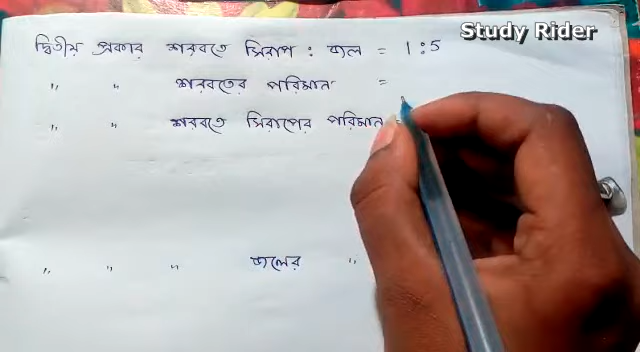 Study Rider
দ্বিতীয় প্রকার শরবতে সিরাপ : জল = 1:5
" " শরবতের পরিমান =
" " শরবতে সিরাপের পরিমান =
" " " জলের "